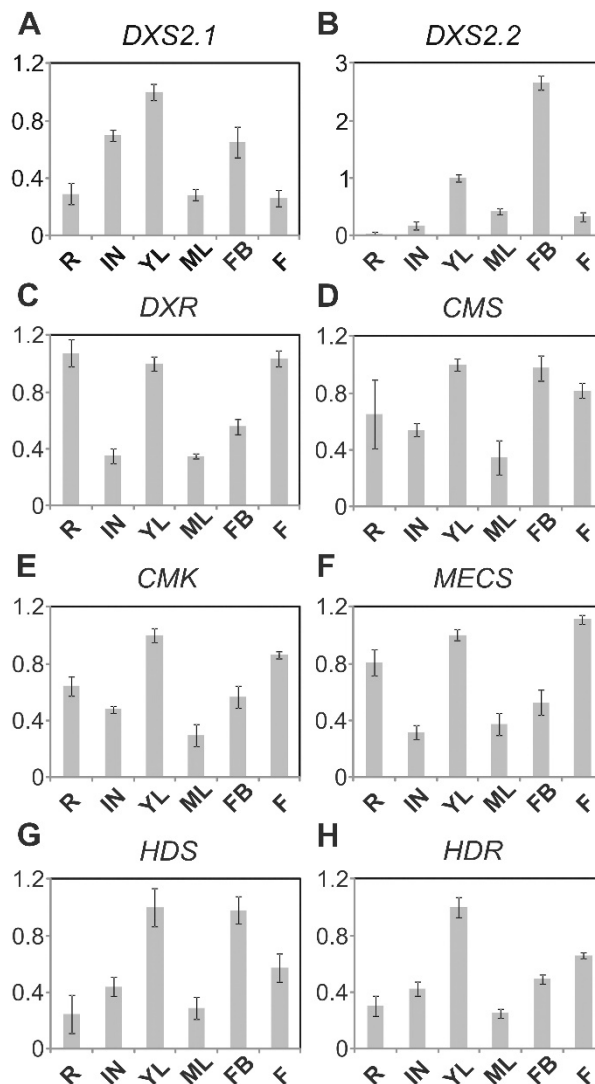 A DXS2.1
1.2
0.8
0.4
0
R IN YL ML FB F
B DXS2.2
3
2
1
0
R IN YL ML FB F
C DXR
1.2
0.8
0.4
0
R IN YL ML FB F
D CMS
1.2
0.8
0.4
0
R IN YL ML FB F
E CMK
1.2
0.8
0.4
0
R IN YL ML FB F
F MECS
1.2
0.8
0.4
0
R IN YL ML FB F
G HDS
1.2
0.8
0.4
0
R IN YL ML FB F
H HDR
1.2
0.8
0.4
0
R IN YL ML FB F